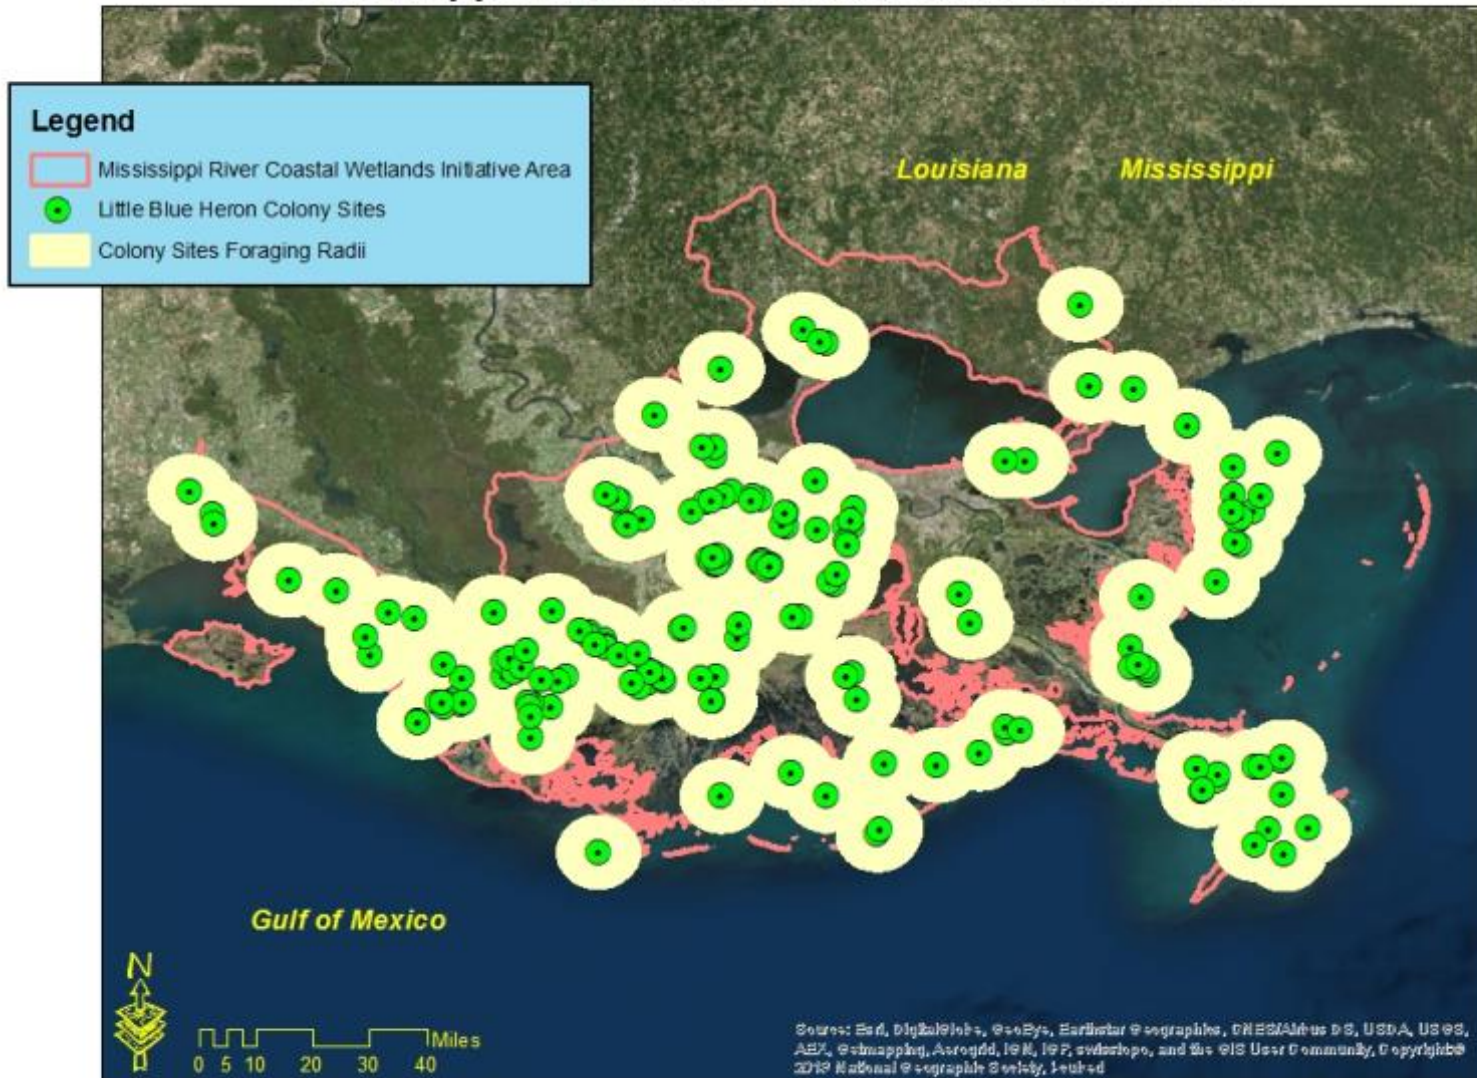 Legend
Mississippi River Coastal Wetlands Initiative Area
Little Blue Heron Colony Sites
Colony Sites Foraging Radii
Louisiana
Mississippi
Gulf of Mexico
N
Miles
0 5 10 20 30 40
Source: Esri, DigitalGlobe, GeoEye, Earthstar Geographics, CNES/Airbus DS, USDA, USGS,
AEX, Getmapping, Aerogrid, IGN, IGP, swisstopo, and the GIS User Community, Copyright©
National Geographic Society, i-cubed